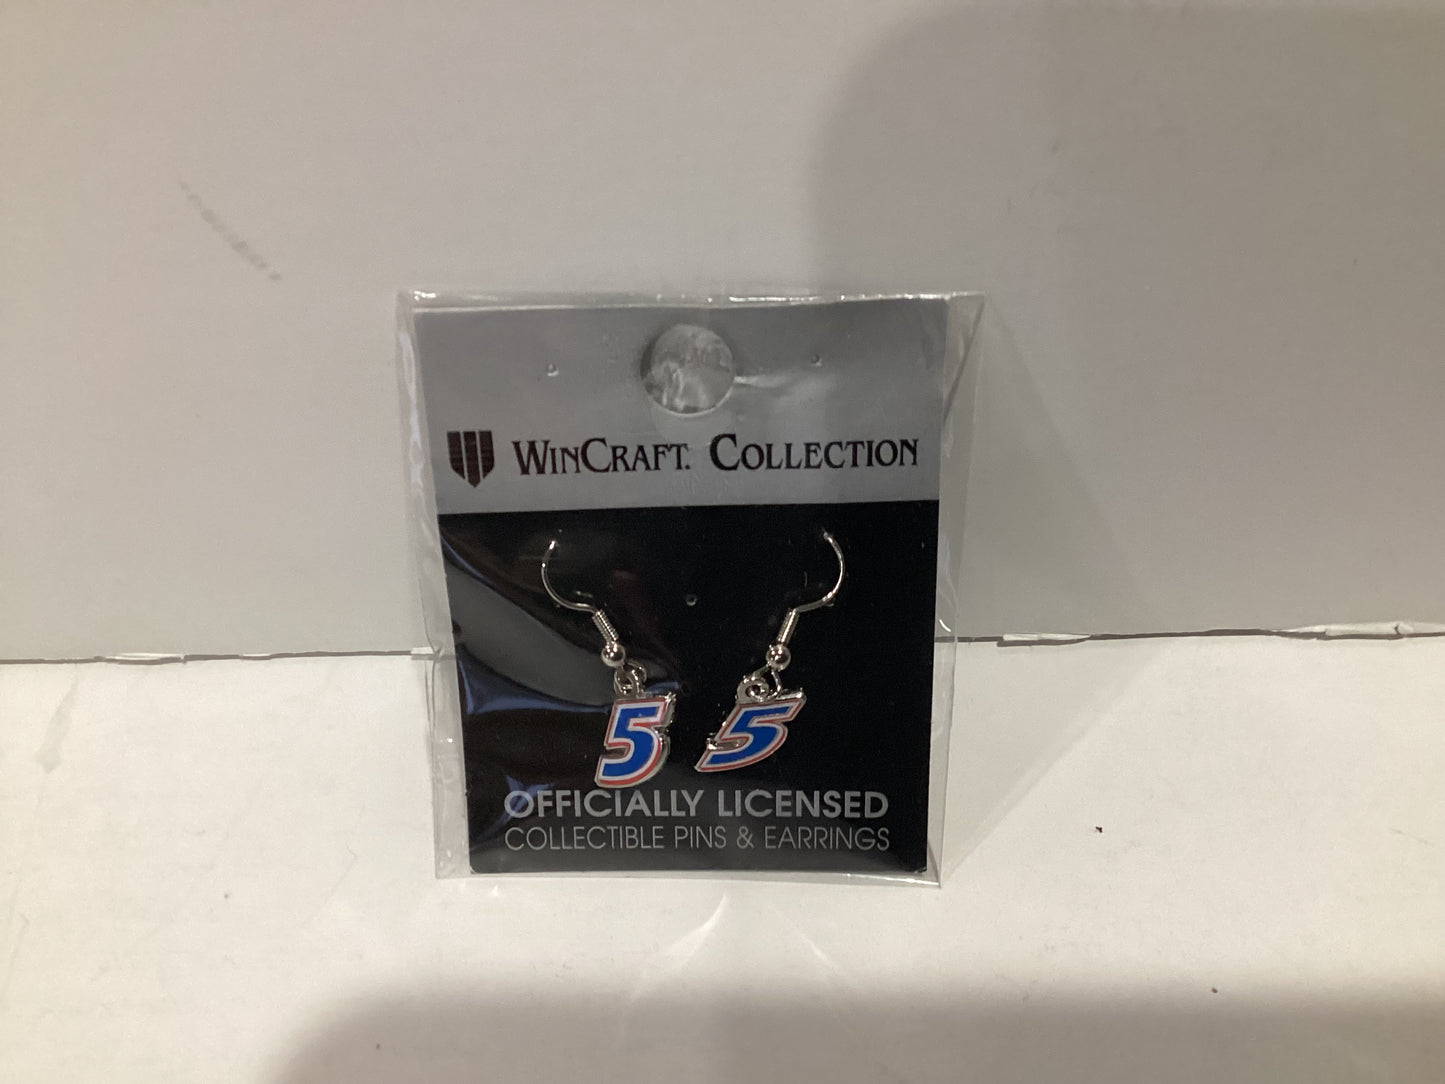 WINCRAFT. COLLECTION
5 5
OFFICIALLY LICENSED
COLLECTIBLE PINS & EARRINGS